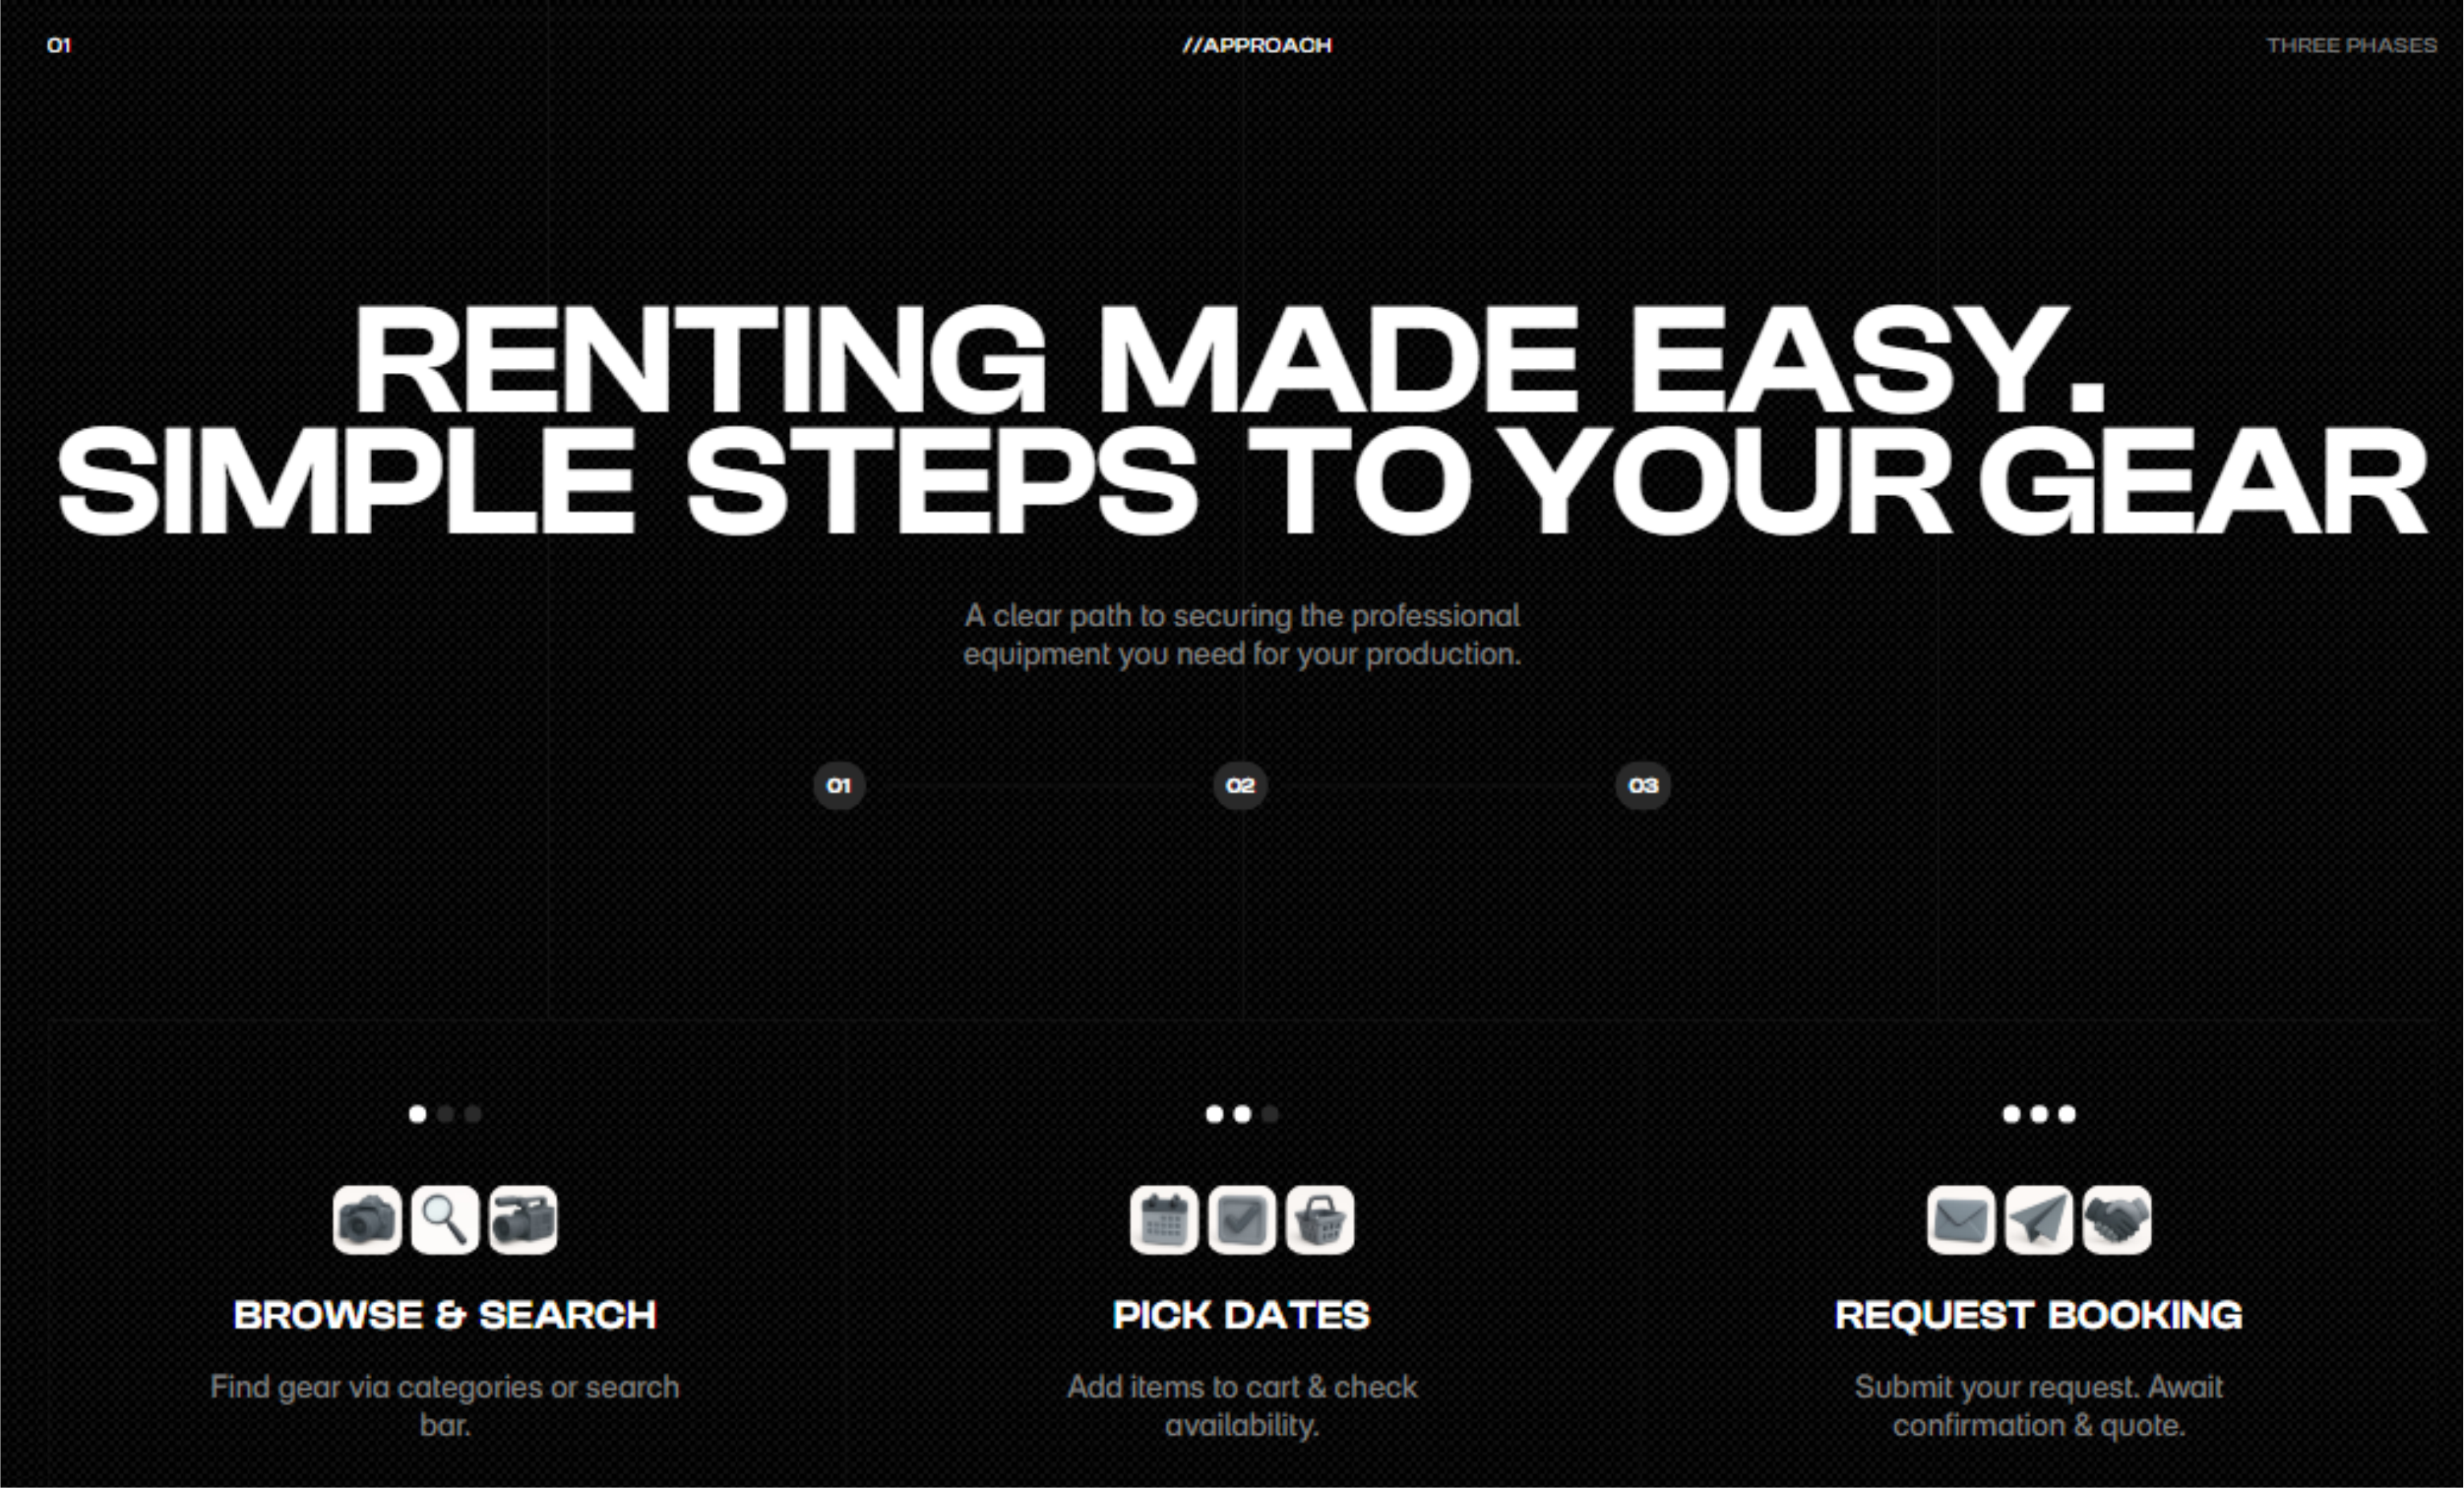 01
//APPROACH
THREE PHASES
RENTING MADE EASY.
SIMPLE STEPS TO YOUR GEAR
A clear path to securing the professional
equipment you need for your production.
01
02
03
BROWSE & SEARCH
Find gear via categories or search
bar.
PICK DATES
Add items to cart & check
availability.
REQUEST BOOKING
Submit your request. Await
confirmation & quote.